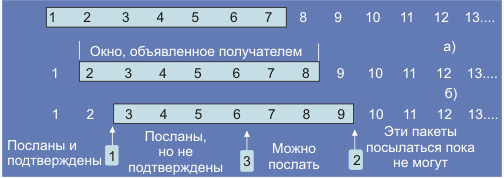 1 2 3 4 5 6 7 8 9 10 11 12 13....
а)
Окно, объявленное получателем
1 2 3 4 5 6 7 8 9 10 11 12 13....
б)
1 2 3 4 5 6 7 8 9 10 11 12 13....
Посланы и
подтверждены
1
Посланы,
но не
подтверждены
3
Можно
послать
2
Эти пакеты
посылаться пока
не могут